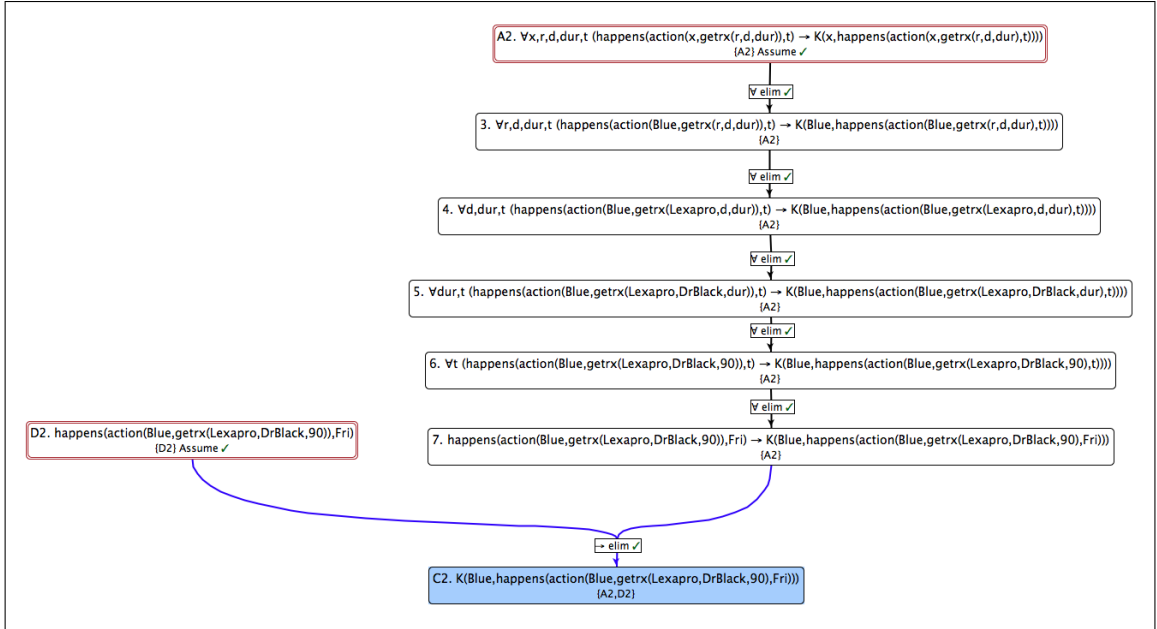 A2. ∀x,r,d,dur,t (happens(action(x,getrx(r,d,dur)),t) → K(x,happens(action(x,getrx(r,d,dur),t))))
{A2} Assume ✓
∀ elim ✓
3. ∀r,d,dur,t (happens(action(Blue,getrx(r,d,dur)),t) → K(Blue,happens(action(Blue,getrx(r,d,dur),t))))
{A2}
∀ elim ✓
4. ∀d,dur,t (happens(action(Blue,getrx(Lexapro,d,dur)),t) → K(Blue,happens(action(Blue,getrx(Lexapro,d,dur),t))))
{A2}
∀ elim ✓
5. ∀dur,t (happens(action(Blue,getrx(Lexapro,DrBlack,dur)),t) → K(Blue,happens(action(Blue,getrx(Lexapro,DrBlack,dur),t))))
{A2}
∀ elim ✓
6. ∀t (happens(action(Blue,getrx(Lexapro,DrBlack,90)),t) → K(Blue,happens(action(Blue,getrx(Lexapro,DrBlack,90),t))))
{A2}
∀ elim ✓
D2. happens(action(Blue,getrx(Lexapro,DrBlack,90)),Fri)
{D2} Assume ✓
7. happens(action(Blue,getrx(Lexapro,DrBlack,90)),Fri) → K(Blue,happens(action(Blue,getrx(Lexapro,DrBlack,90),Fri)))
{A2}
→ elim ✓
C2. K(Blue,happens(action(Blue,getrx(Lexapro,DrBlack,90),Fri)))
{A2,D2}